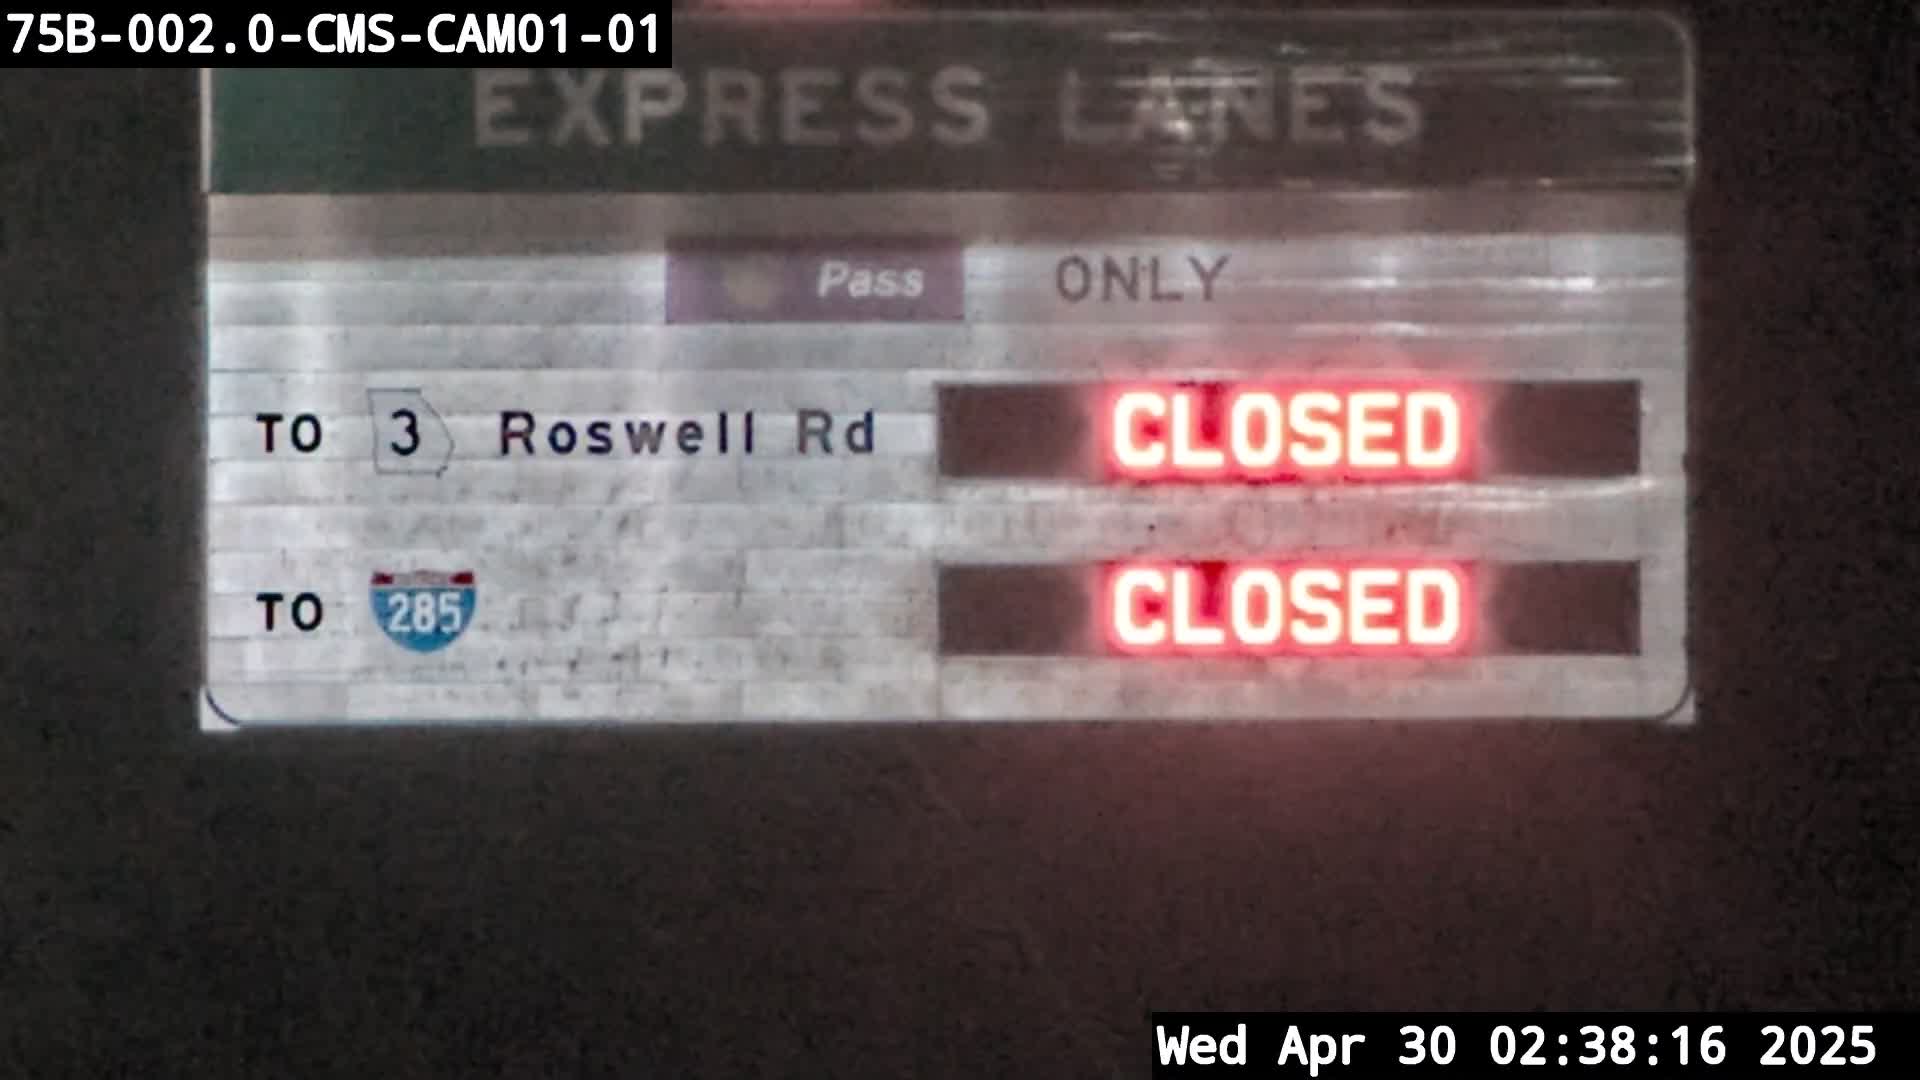 75B-002.0-CMS-CAM01-01
EXPRESS LANES
Pass ONLY
TO 3 Roswell Rd CLOSED
TO 285 CLOSED
Wed Apr 30 02:38:16 2025